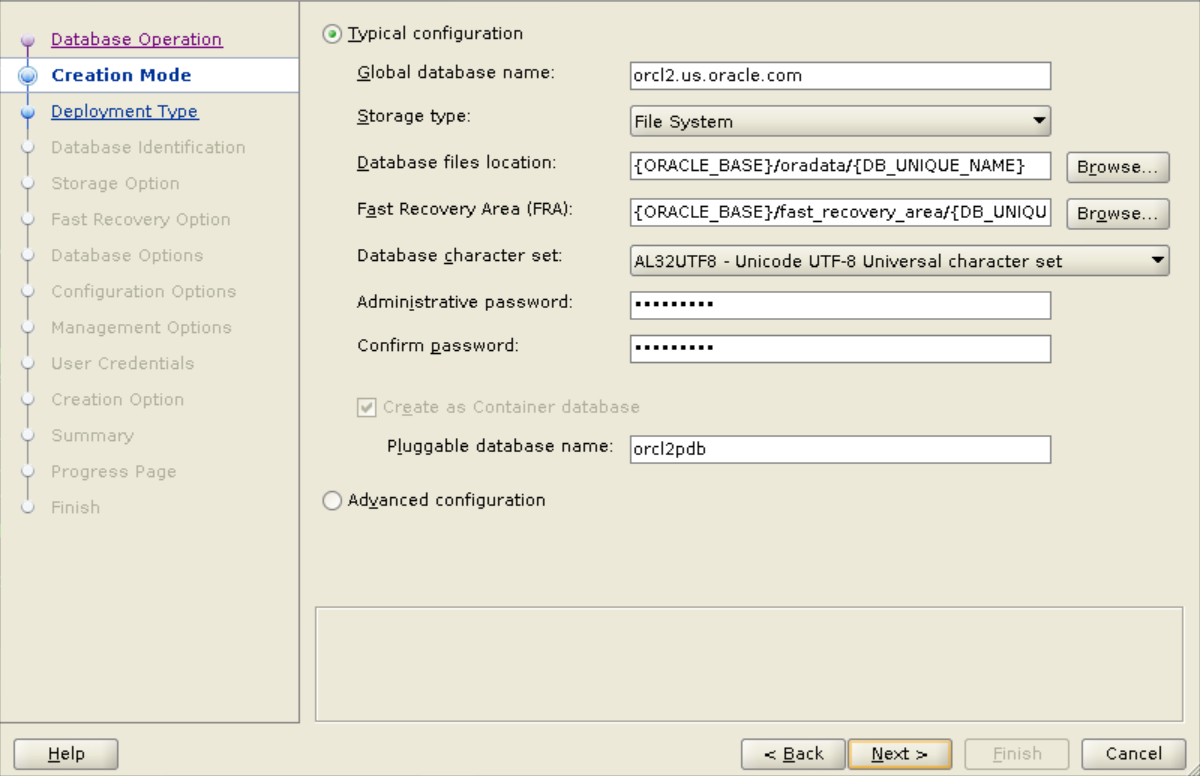 Database Operation
Creation Mode
Deployment Type
Database Identification
Storage Option
Fast Recovery Option
Database Options
Configuration Options
Management Options
User Credentials
Creation Option
Summary
Progress Page
Finish
Typical configuration
Global database name: orcl2.us.oracle.com
Storage type: File System
Database files location: {ORACLE_BASE}/oradata/{DB_UNIQUE_NAME} Browse...
Fast Recovery Area (FRA): {ORACLE_BASE}/fast_recovery_area/{DB_UNIQU Browse...
Database character set: AL32UTF8 - Unicode UTF-8 Universal character set
Administrative password: •••••••••
Confirm password: •••••••••
Create as Container database
Pluggable database name: orcl2pdb
Advanced configuration
Help < Back Next > Finish Cancel